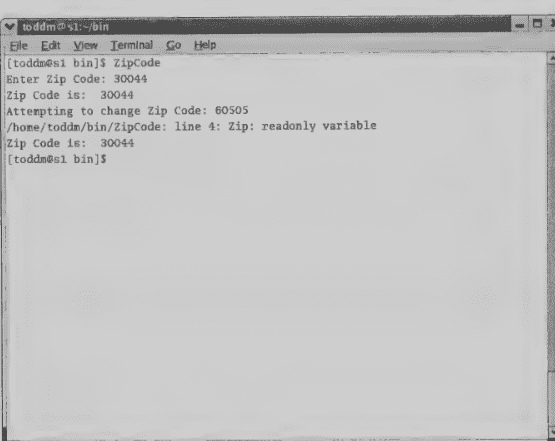 toddm@s1:~/bin
File Edit View Terminal Go Help
[toddm@s1 bin]$ ZipCode
Enter Zip Code: 30044
Zip Code is:  30044
Attempting to change Zip Code: 60505
/home/toddm/bin/ZipCode: line 4: Zip: readonly variable
Zip Code is:  30044
[toddm@s1 bin]$